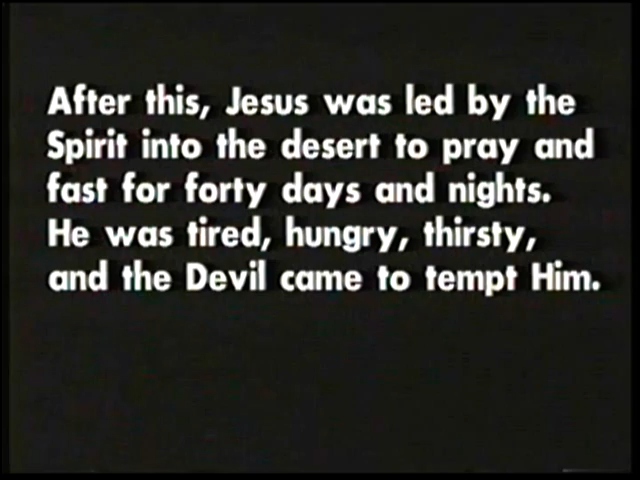 After this, Jesus was led by the
Spirit into the desert to pray and
fast for forty days and nights.
He was tired, hungry, thirsty,
and the Devil came to tempt Him.